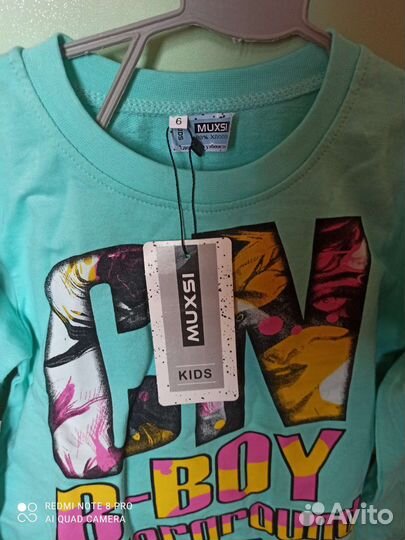 6
MUXSI
MUXSI
KIDS
CN
B-BOY
REDMI NOTE 8 PRO
AI QUAD CAMERA
Avito